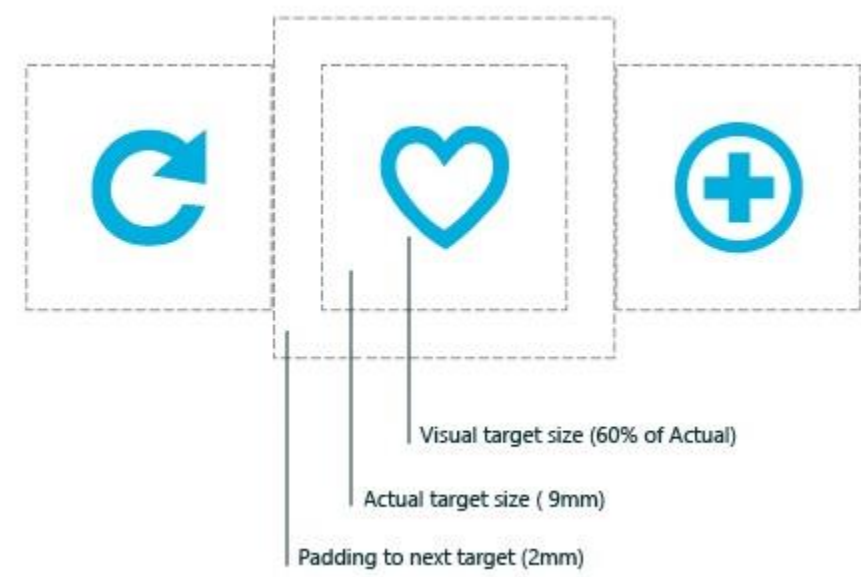 Visual target size (60% of Actual)
Actual target size ( 9mm)
Padding to next target (2mm)